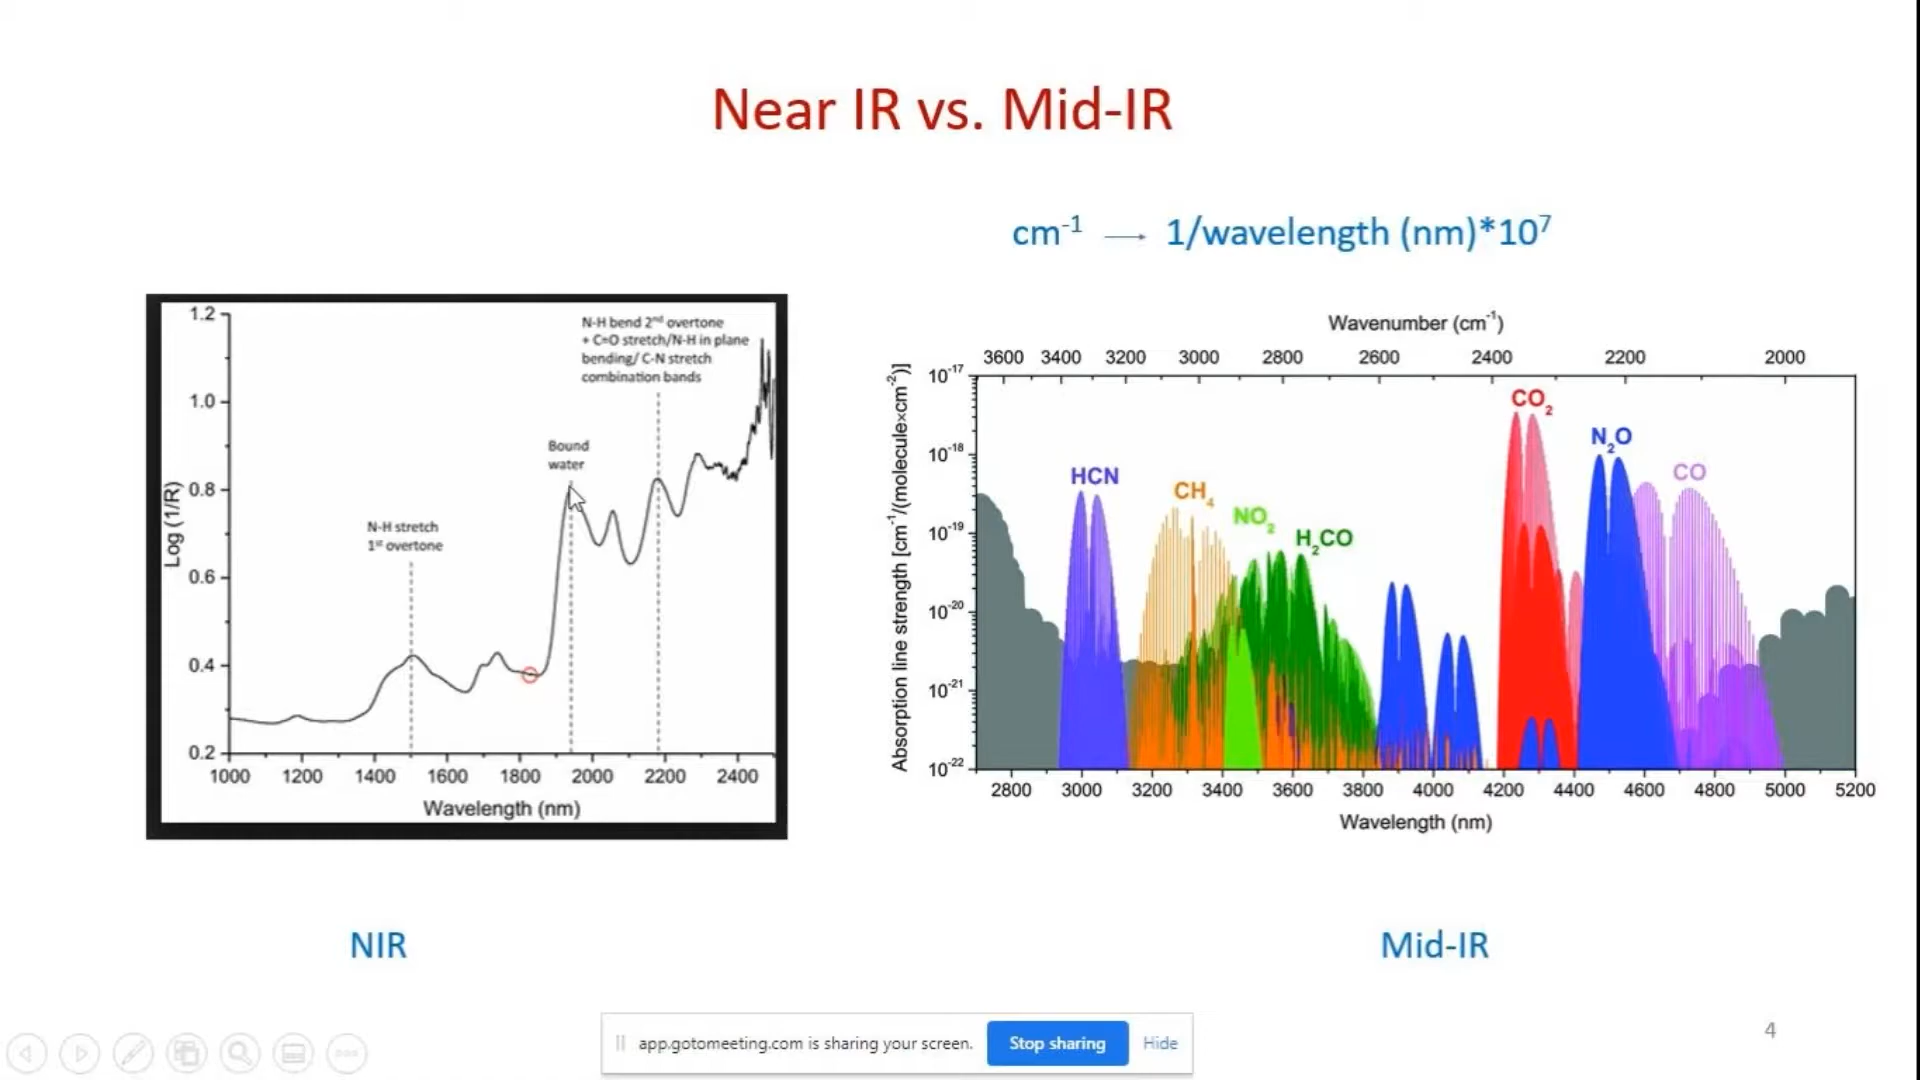 Near IR vs. Mid-IR
cm⁻¹ → 1/wavelength (nm)*10⁷
1.2
1.0
0.8
0.6
0.4
0.2
Log (1/R)
N-H stretch
1ˢᵗ overtone
Bound
water
N-H bend 2ⁿᵈ overtone
+ C=O stretch/N-H in plane
bending/ C-N stretch
combination bands
1000 1200 1400 1600 1800 2000 2200 2400
Wavelength (nm)
Wavenumber (cm⁻¹)
3600 3400 3200 3000 2800 2600 2400 2200 2000
Absorption line strength [cm⁻¹/(molecule×cm⁻²)]
10⁻¹⁷
10⁻¹⁸
10⁻¹⁹
10⁻²⁰
10⁻²¹
10⁻²²
HCN
CH₄
NO₂
H₂CO
CO₂
N₂O
CO
2800 3000 3200 3400 3600 3800 4000 4200 4400 4600 4800 5000 5200
Wavelength (nm)
NIR
Mid-IR
app.gotomeeting.com is sharing your screen.
Stop sharing
Hide
4